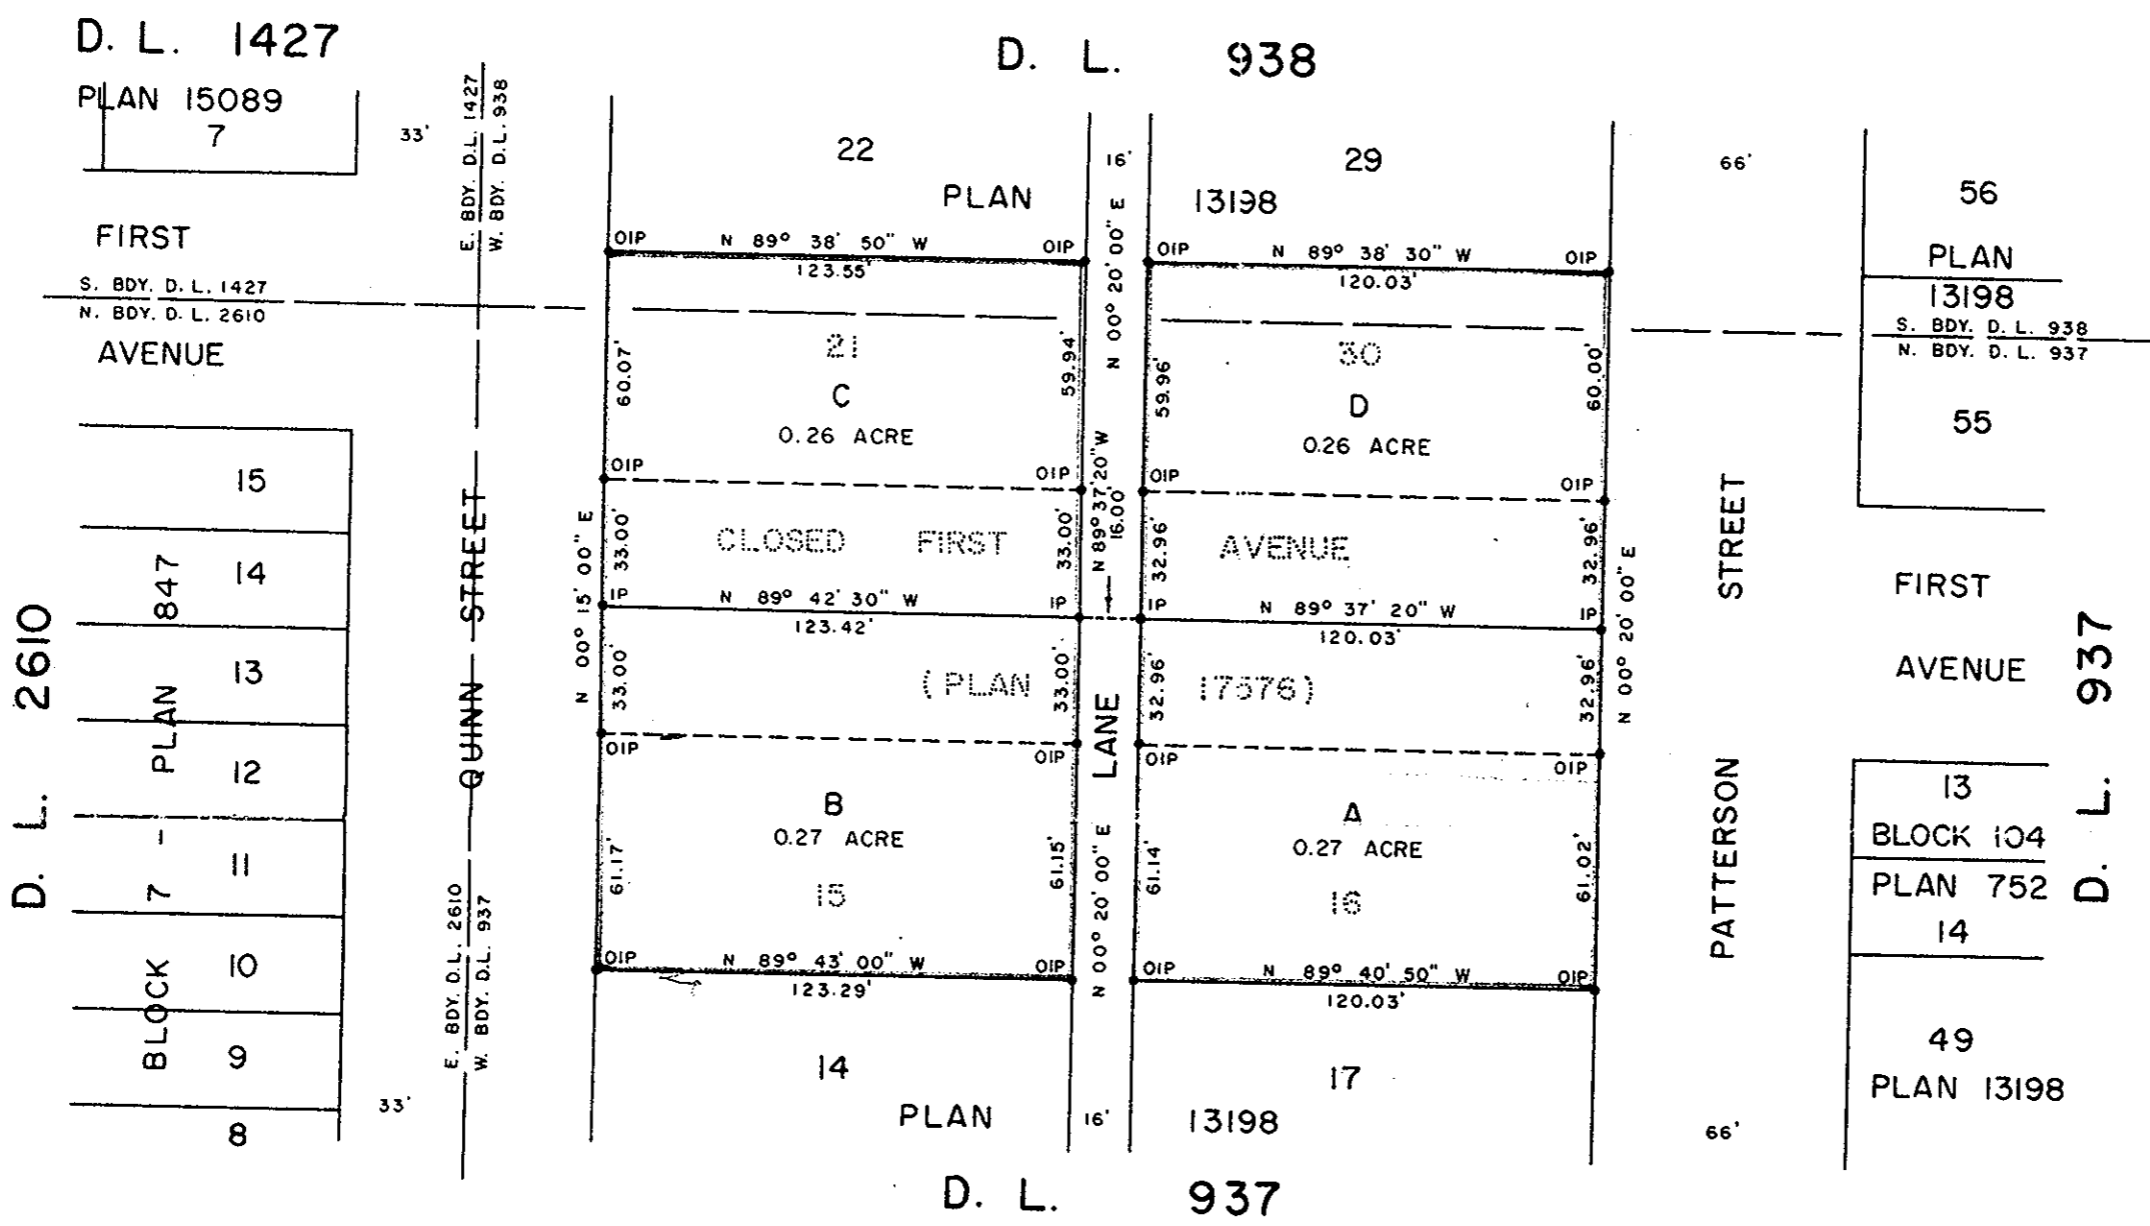 D. L. 1427
PLAN 15089
7
33'
E. BDY. D.L. 1427
W. BDY. D.L. 938
D. L. 938
22
PLAN 13198
16'
29
66'
56
PLAN
13198
FIRST
S. BDY. D.L. 1427
N. BDY. D.L. 2610
AVENUE
OIP N 89° 38' 50" W OIP
123.55'
N 00° 20' 00" E
OIP N 89° 38' 30" W OIP
120.03'
S. BDY. D. L. 938
N. BDY. D. L. 937
55
60.07'
21
C
0.26 ACRE
59.94'
59.96'
30
D
0.26 ACRE
60.00'
OIP OIP
OIP OIP
N 89° 37' 20" W
16.00'
15
14
13
12
11
10
9
8
BLOCK 7 - PLAN 847
D. L. 2610
QUINN STREET
N 00° 15' 00" E
33.00'
CLOSED FIRST AVENUE
33.00'
32.96'
32.96'
IP N 89° 42' 30" W IP
123.42'
IP N 89° 37' 20" W IP
120.03'
N 00° 20' 00" E
33.00'
(PLAN 17576)
33.00'
32.96'
32.96'
OIP OIP
OIP OIP
LANE
PATTERSON STREET
FIRST
AVENUE
D. L. 937
61.17'
B
0.27 ACRE
15
61.15'
N 00° 20' 00" E
61.14'
A
0.27 ACRE
16
61.02'
13
BLOCK 104
PLAN 752
14
E. BDY. D.L. 2610
W. BDY. D.L. 937
OIP N 89° 43' 00" W OIP
123.29'
OIP N 89° 40' 50" W OIP
120.03'
49
PLAN 13198
33'
14
PLAN 13198
16'
17
66'
D. L. 937